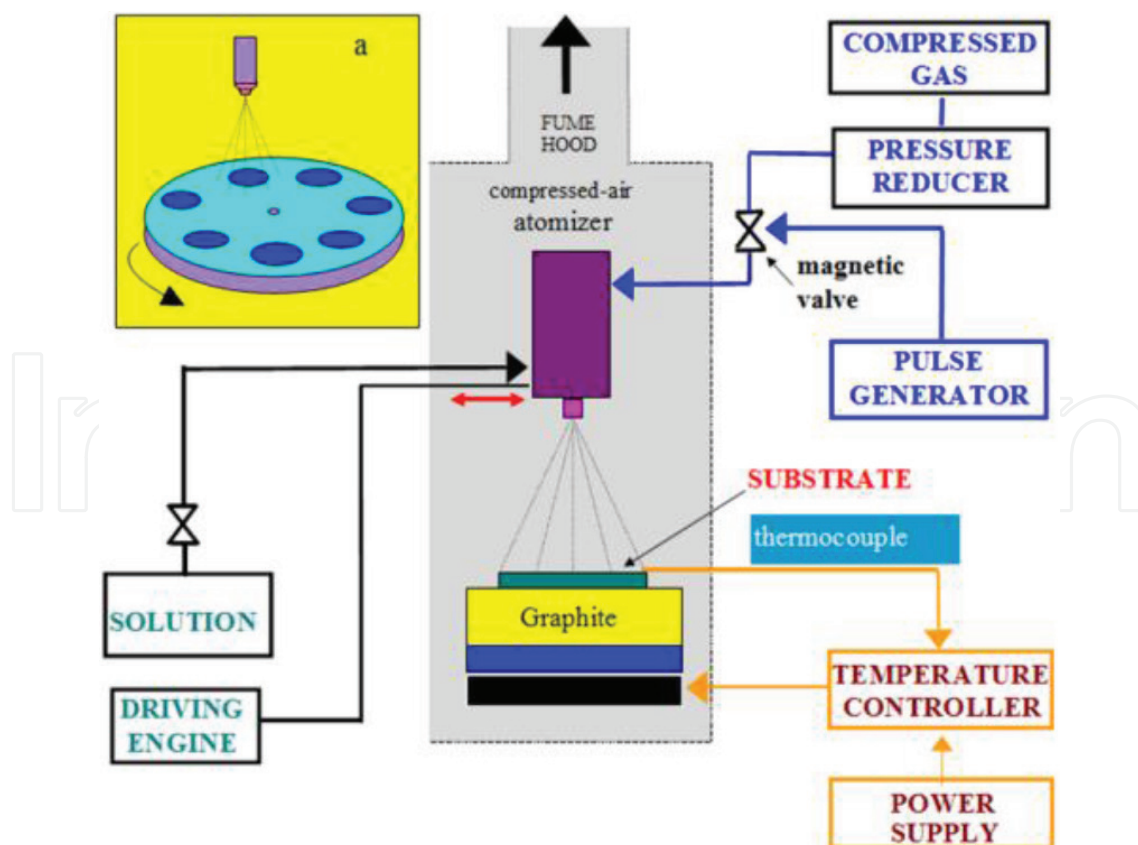 a
FUME
HOOD
compressed-air
atomizer
COMPRESSED
GAS
PRESSURE
REDUCER
magnetic
valve
PULSE
GENERATOR
SUBSTRATE
thermocouple
Graphite
SOLUTION
DRIVING
ENGINE
TEMPERATURE
CONTROLLER
POWER
SUPPLY